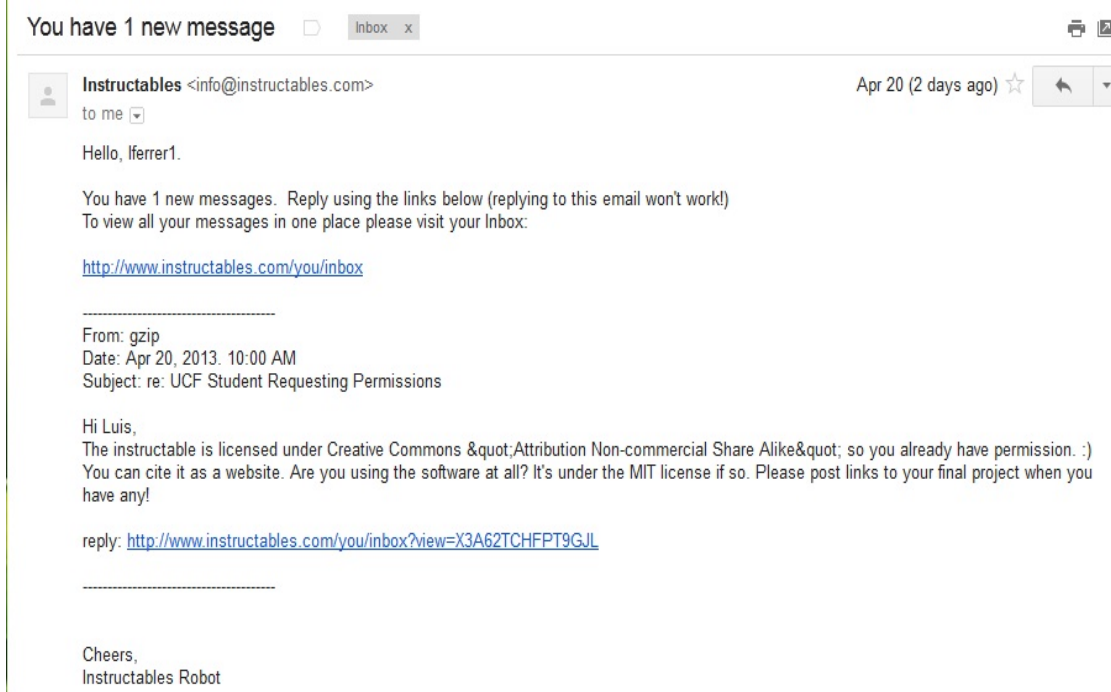 You have 1 new message
Inbox x
Instructables <info@instructables.com>
Apr 20 (2 days ago)
to me
Hello, lferrer1.
You have 1 new messages.  Reply using the links below (replying to this email won't work!)
To view all your messages in one place please visit your Inbox:
http://www.instructables.com/you/inbox
---------------------------------------
From: gzip
Date: Apr 20, 2013. 10:00 AM
Subject: re: UCF Student Requesting Permissions
Hi Luis,
The instructable is licensed under Creative Commons &quot;Attribution Non-commercial Share Alike&quot; so you already have permission. :)
You can cite it as a website. Are you using the software at all? It's under the MIT license if so. Please post links to your final project when you
have any!
reply: http://www.instructables.com/you/inbox?view=X3A62TCHFPT9GJL
---------------------------------------
Cheers,
Instructables Robot